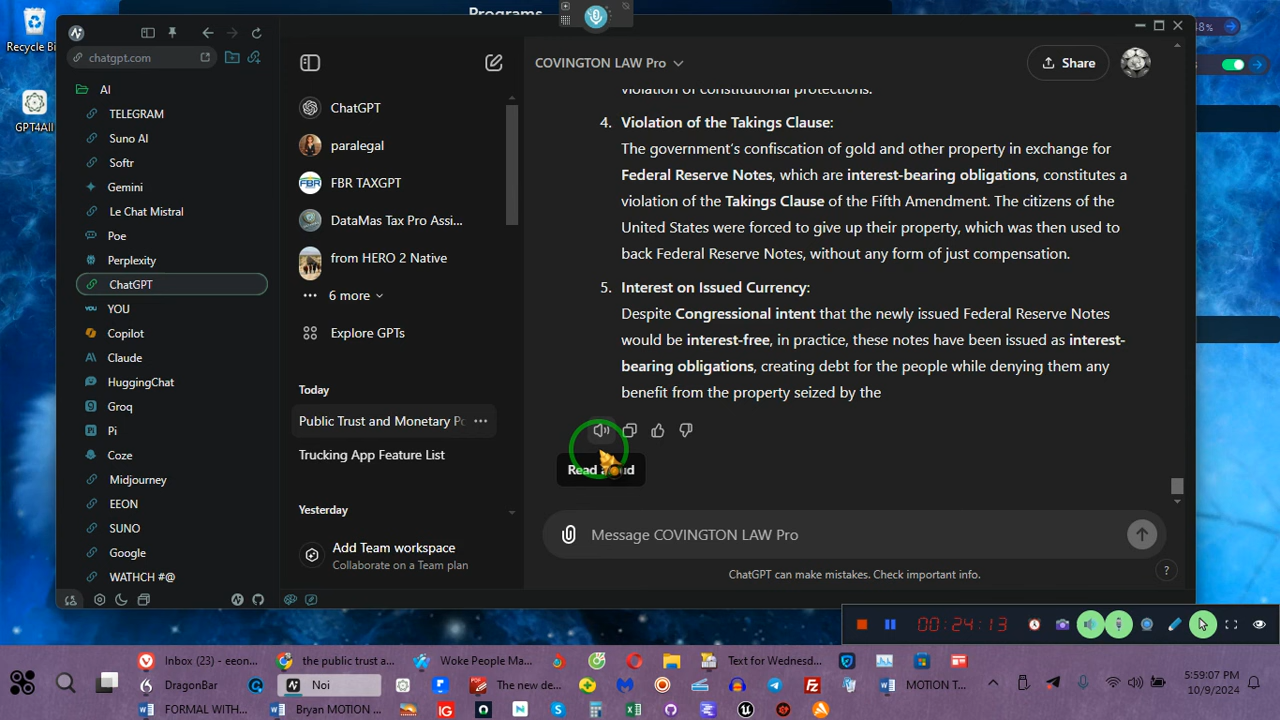 Programs
Recycle Bi
GPT4All
chatgpt.com
AI
TELEGRAM
Suno AI
Softr
Gemini
Le Chat Mistral
Poe
Perplexity
ChatGPT
YOU
Copilot
Claude
HuggingChat
Groq
Pi
Coze
Midjourney
EEON
SUNO
Google
WATHCH #@
ChatGPT
paralegal
FBR TAXGPT
DataMas Tax Pro Assi...
from HERO 2 Native
6 more
Explore GPTs
Today
Public Trust and Monetary Po
Trucking App Feature List
Yesterday
Add Team workspace
Collaborate on a Team plan
COVINGTON LAW Pro
Share
48%
violation of constitutional protections.
4. Violation of the Takings Clause:
The government's confiscation of gold and other property in exchange for
Federal Reserve Notes, which are interest-bearing obligations, constitutes a
violation of the Takings Clause of the Fifth Amendment. The citizens of the
United States were forced to give up their property, which was then used to
back Federal Reserve Notes, without any form of just compensation.
5. Interest on Issued Currency:
Despite Congressional intent that the newly issued Federal Reserve Notes
would be interest-free, in practice, these notes have been issued as interest-
bearing obligations, creating debt for the people while denying them any
benefit from the property seized by the
Read aloud
Message COVINGTON LAW Pro
ChatGPT can make mistakes. Check important info.
?
00:24:13
Inbox (23) - eeon...
the public trust a...
Woke People Ma...
Text for Wednesd...
DragonBar
Noi
The new de...
MOTION T...
FORMAL WITH...
Bryan MOTION ...
5:59:07 PM
10/9/2024